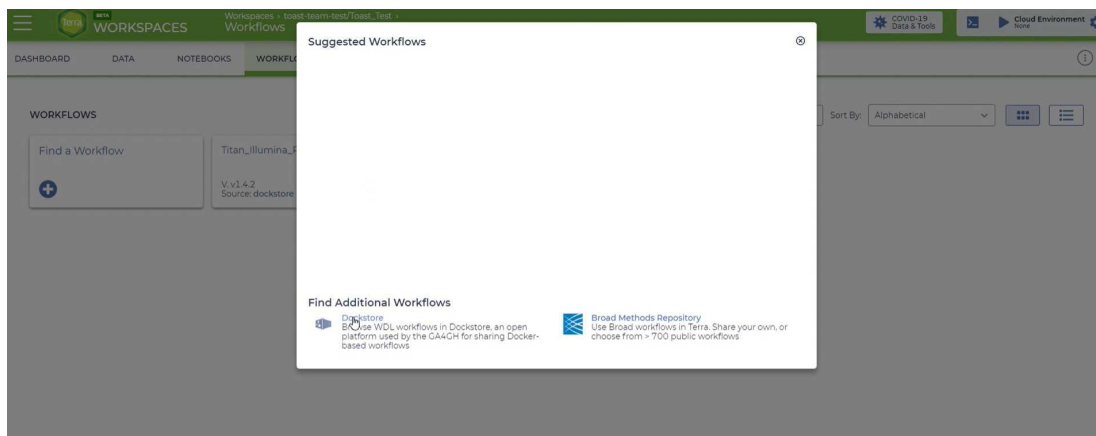 Terra
BETA
WORKSPACES
Workspaces › toast-team-test/Toast_Test ›
Workflows
COVID-19
Data & Tools
Cloud Environment
None
DASHBOARD
DATA
NOTEBOOKS
WORKFLO
Suggested Workflows
WORKFLOWS
Sort By:
Alphabetical
Find a Workflow
Titan_Illumina_P
V. v1.4.2
Source: dockstore
Find Additional Workflows
Dockstore
Browse WDL workflows in Dockstore, an open
platform used by the GA4GH for sharing Docker-
based workflows
Broad Methods Repository
Use Broad workflows in Terra. Share your own, or
choose from > 700 public workflows